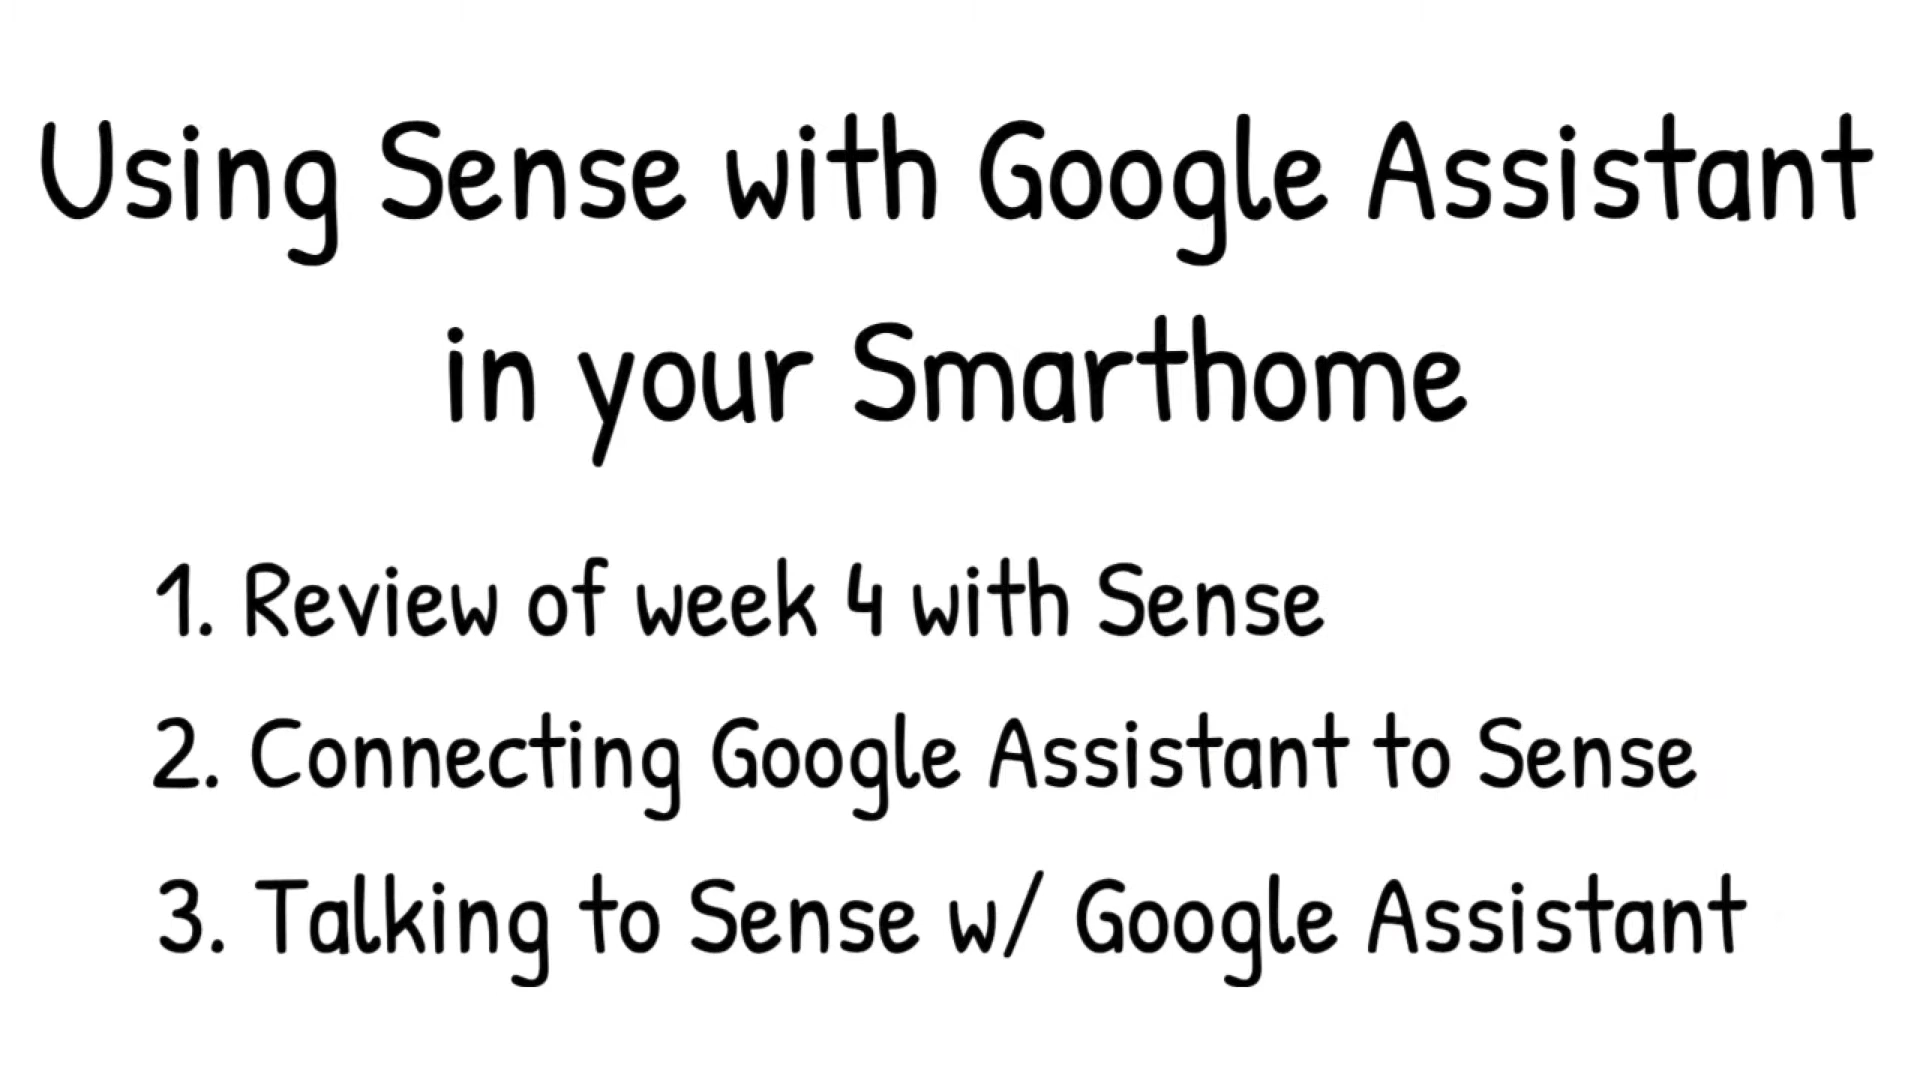 Using Sense with Google Assistant
in your Smarthome
1. Review of week 4 with Sense
2. Connecting Google Assistant to Sense
3. Talking to Sense w/ Google Assistant